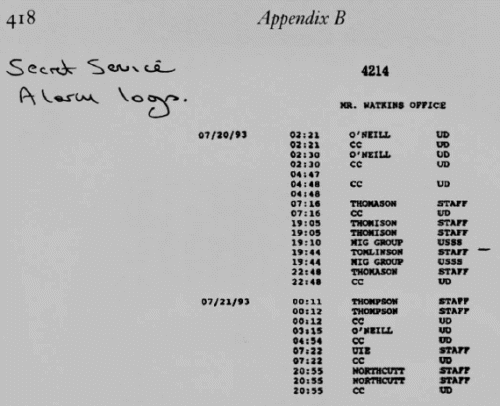 418 Appendix B
Secret Service
Alarm logs.
4214
MR. WATKINS OFFICE
07/20/93 02:21 O'NEILL UD
02:21 CC UD
02:30 O'NEILL UD
02:30 CC UD
04:47
04:48 CC UD
04:48
07:16 THOMASON STAFF
07:16 CC UD
19:05 THOMISON STAFF
19:05 THOMISON STAFF
19:10 MIG GROUP USSS
19:44 TOMLINSON STAFF —
19:44 MIG GROUP USSS
22:48 THOMASON STAFF
22:48 CC UD
07/21/93 00:11 THOMPSON STAFF
00:12 THOMPSON STAFF
00:12 CC UD
03:15 O'NEILL UD
04:54 CC UD
07:22 UIE STAFF
07:22 CC UD
20:55 NORTHCUTT STAFF
20:55 NORTHCUTT STAFF
20:55 CC UD